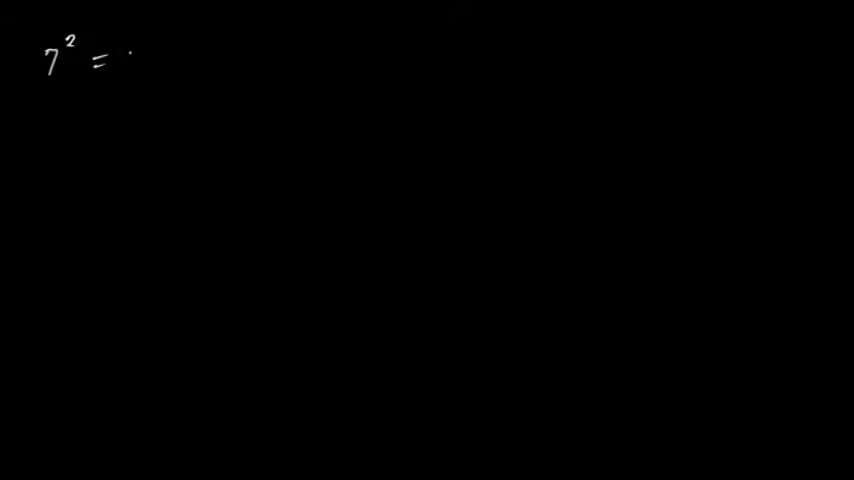 7² =